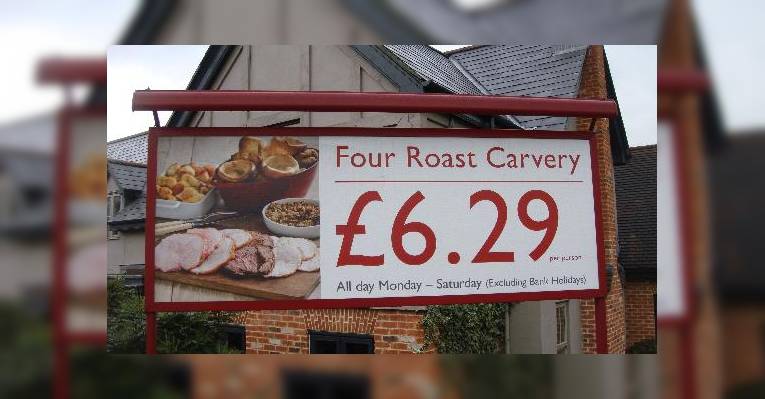 Four Roast Carvery
£6.29
per person
All day Monday – Saturday (Excluding Bank Holidays)